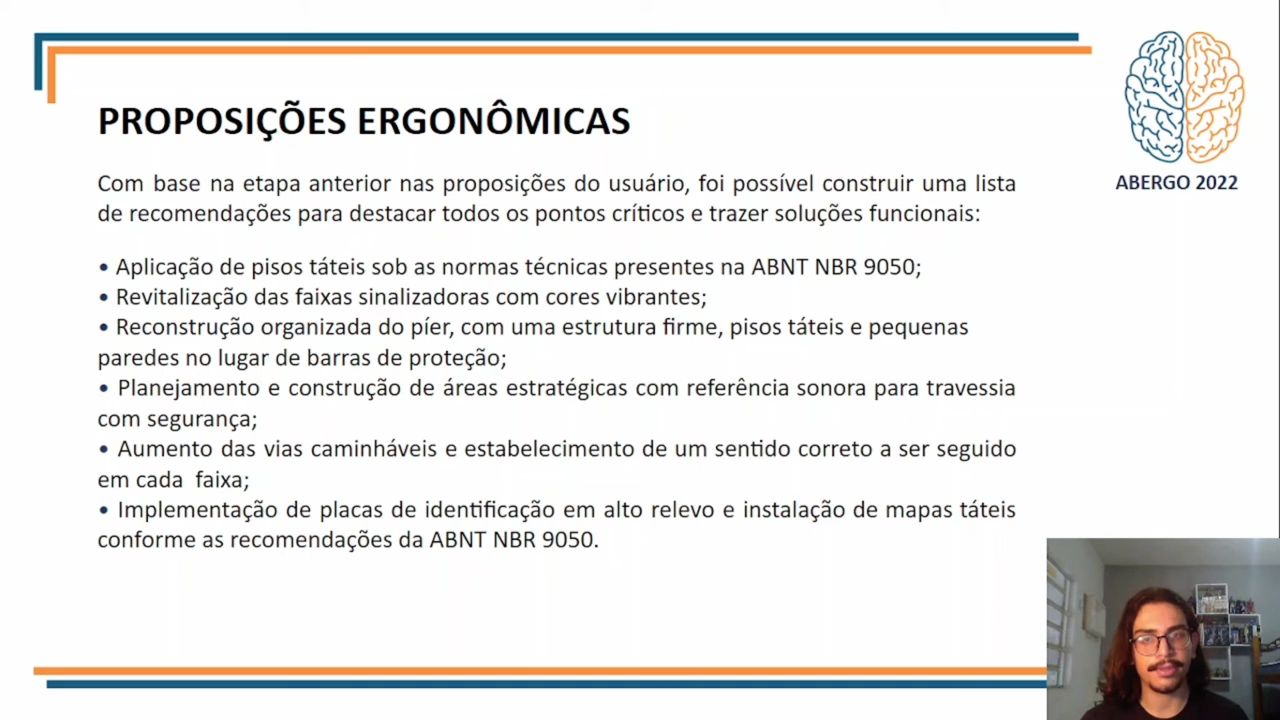 PROPOSIÇÕES ERGONÔMICAS
ABERGO 2022
Com base na etapa anterior nas proposições do usuário, foi possível construir uma lista
de recomendações para destacar todos os pontos críticos e trazer soluções funcionais:
• Aplicação de pisos táteis sob as normas técnicas presentes na ABNT NBR 9050;
• Revitalização das faixas sinalizadoras com cores vibrantes;
• Reconstrução organizada do píer, com uma estrutura firme, pisos táteis e pequenas
paredes no lugar de barras de proteção;
• Planejamento e construção de áreas estratégicas com referência sonora para travessia
com segurança;
• Aumento das vias caminháveis e estabelecimento de um sentido correto a ser seguido
em cada  faixa;
• Implementação de placas de identificação em alto relevo e instalação de mapas táteis
conforme as recomendações da ABNT NBR 9050.